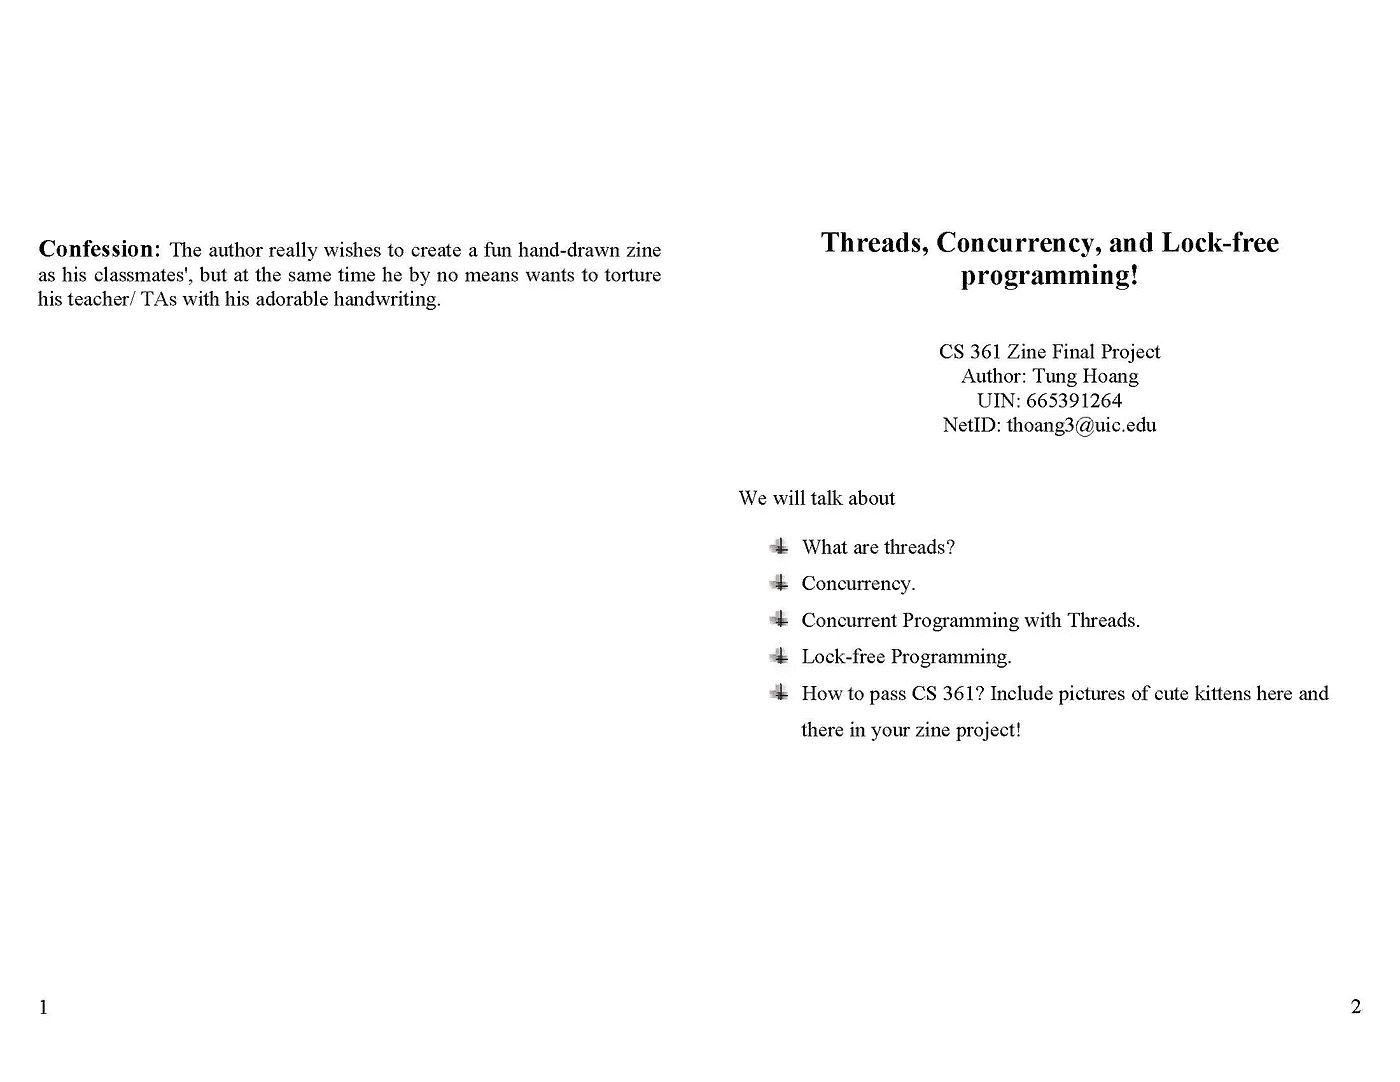 Confession: The author really wishes to create a fun hand-drawn zine
as his classmates', but at the same time he by no means wants to torture
his teacher/ TAs with his adorable handwriting.
1
Threads, Concurrency, and Lock-free
programming!
CS 361 Zine Final Project
Author: Tung Hoang
UIN: 665391264
NetID: thoang3@uic.edu
We will talk about
What are threads?
Concurrency.
Concurrent Programming with Threads.
Lock-free Programming.
How to pass CS 361? Include pictures of cute kittens here and
there in your zine project!
2